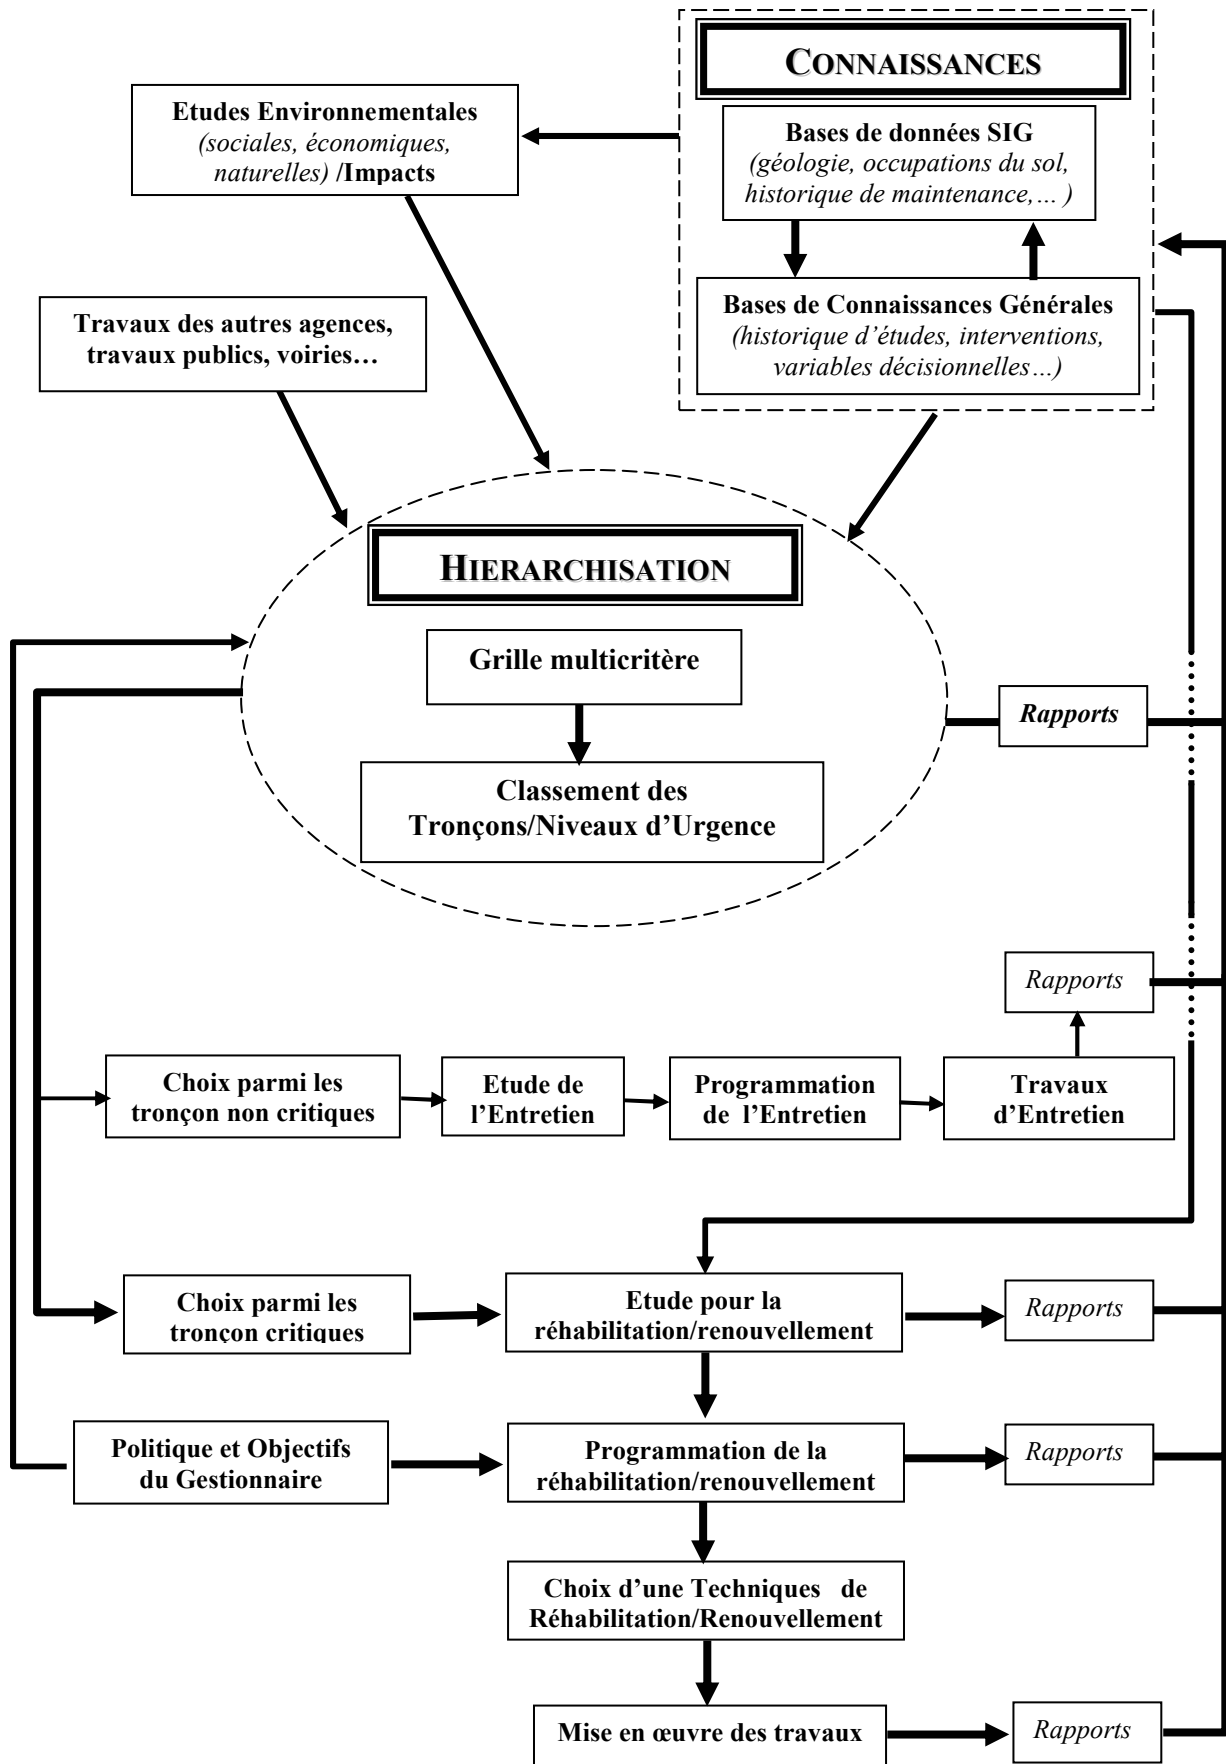 CONNAISSANCES
Etudes Environnementales
(sociales, économiques,
naturelles) /Impacts
Bases de données SIG
(géologie, occupations du sol,
historique de maintenance,… )
Bases de Connaissances Générales
(historique d’études, interventions,
variables décisionnelles…)
Travaux des autres agences,
travaux publics, voiries…
HIERARCHISATION
Grille multicritère
Rapports
Classement des
Tronçons/Niveaux d’Urgence
Rapports
Choix parmi les
tronçon non critiques
Etude de
l’Entretien
Programmation
de l’Entretien
Travaux
d’Entretien
Choix parmi les
tronçon critiques
Etude pour la
réhabilitation/renouvellement
Rapports
Politique et Objectifs
du Gestionnaire
Programmation de la
réhabilitation/renouvellement
Rapports
Choix d’une Techniques de
Réhabilitation/Renouvellement
Mise en œuvre des travaux
Rapports